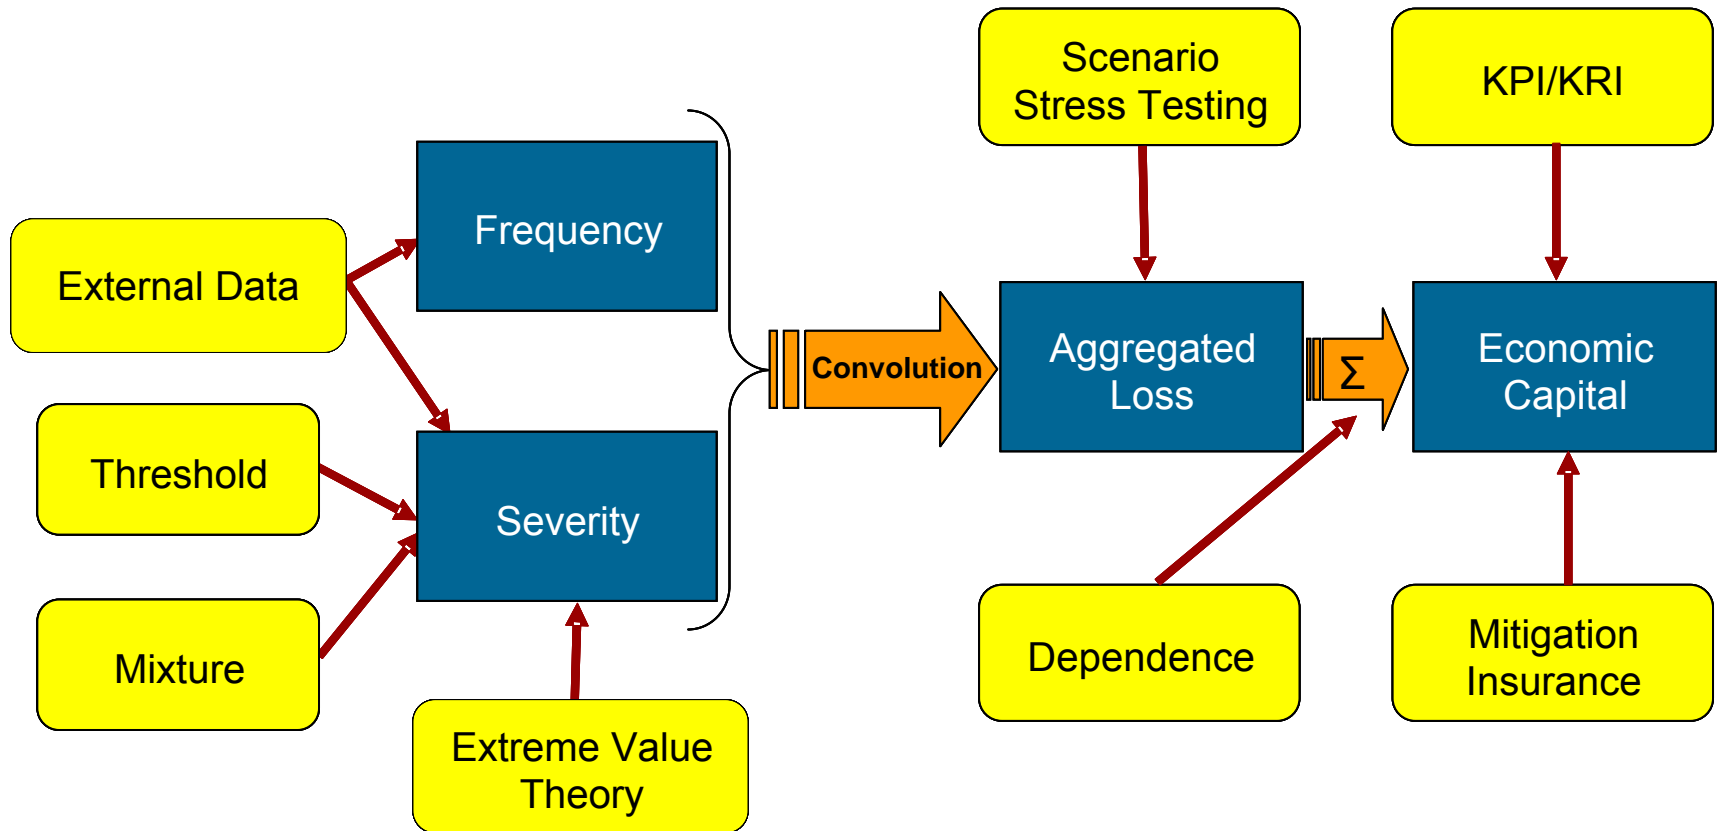 Scenario
Stress Testing
KPI/KRI
Frequency
External Data
Convolution
Aggregated
Loss
Σ
Economic
Capital
Threshold
Severity
Mixture
Dependence
Mitigation
Insurance
Extreme Value
Theory